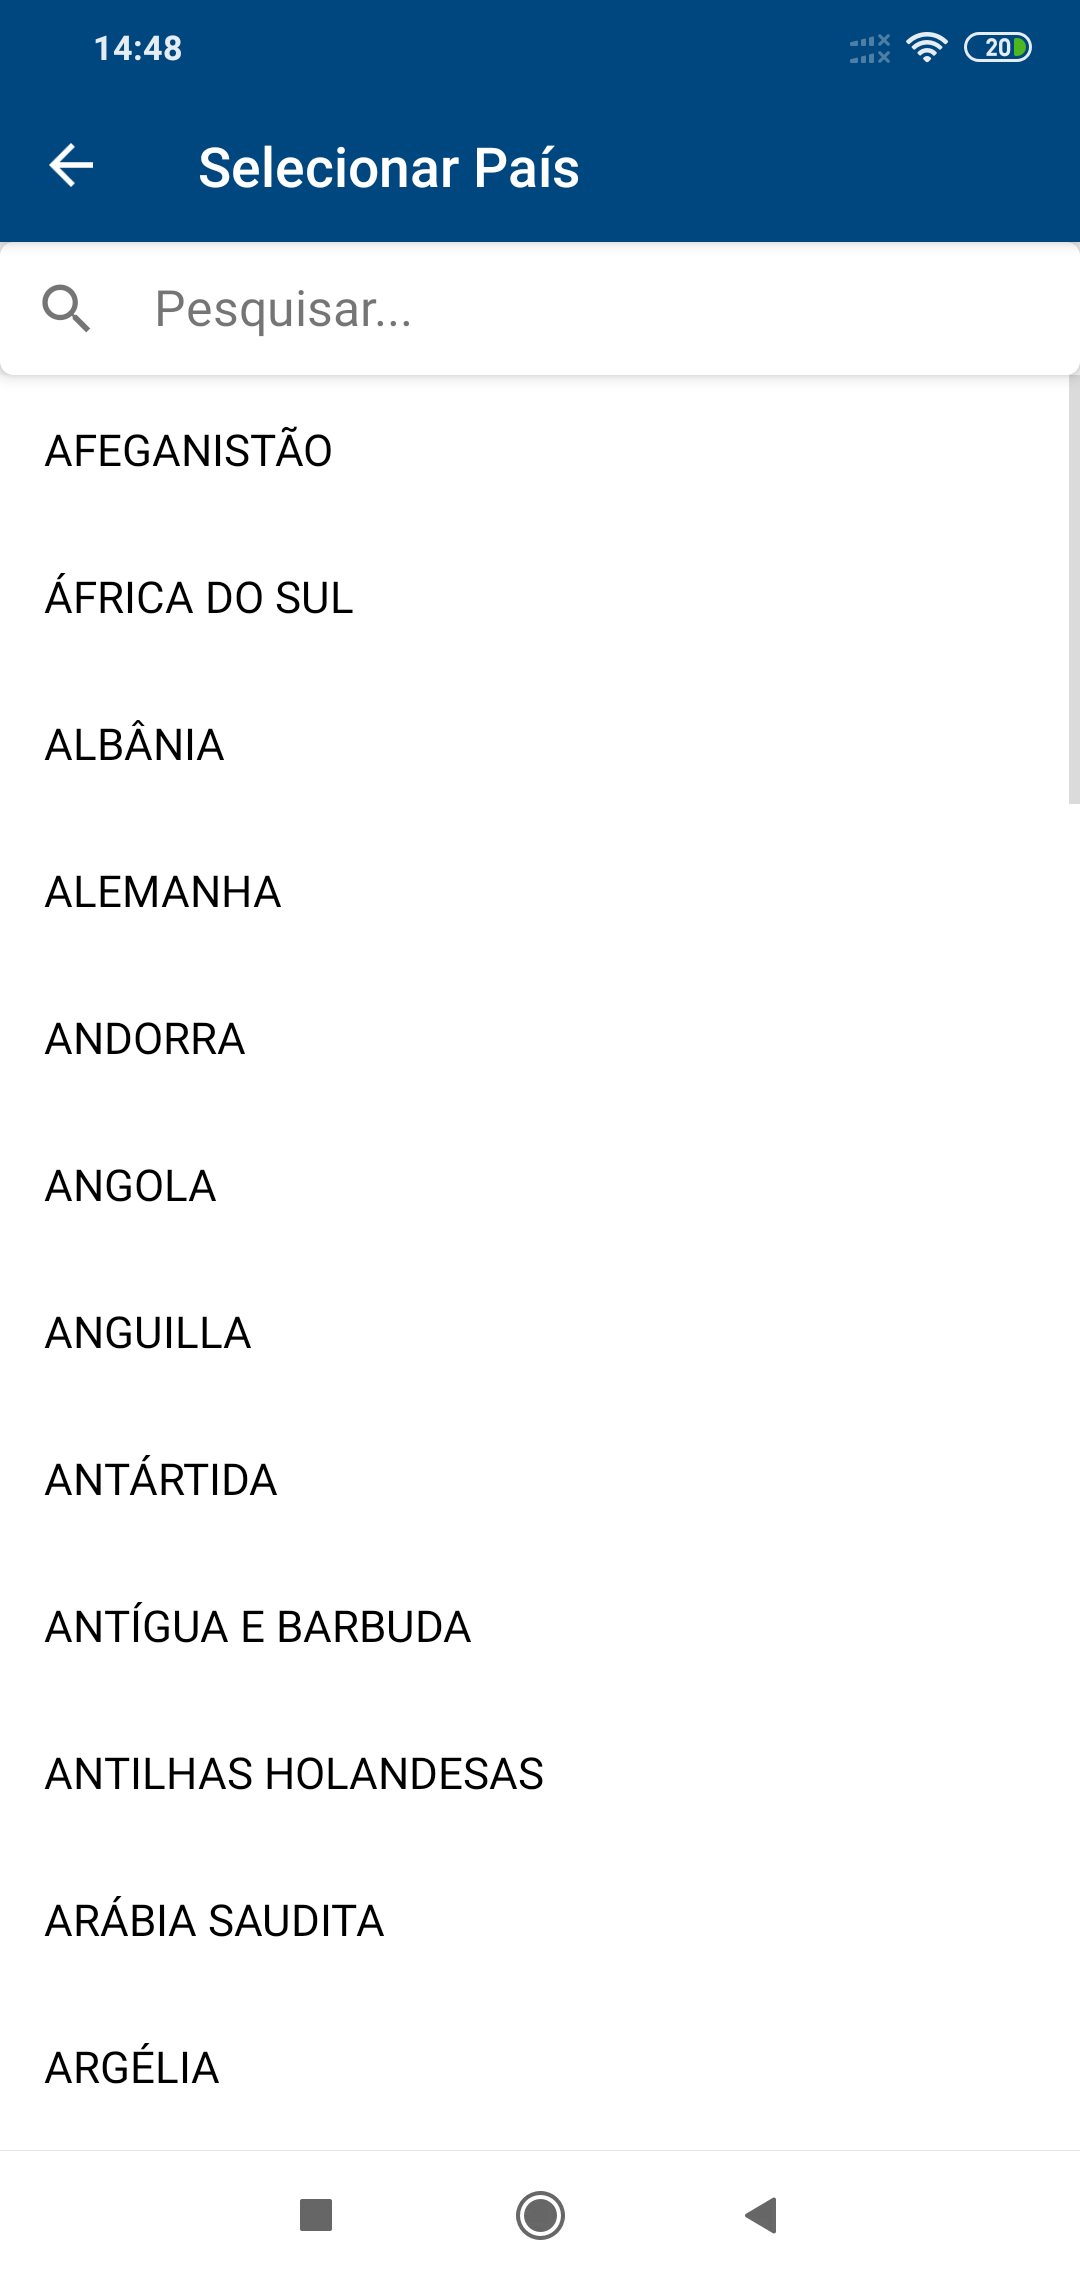 14:48
20
Selecionar País
Pesquisar...
AFEGANISTÃO
ÁFRICA DO SUL
ALBÂNIA
ALEMANHA
ANDORRA
ANGOLA
ANGUILLA
ANTÁRTIDA
ANTÍGUA E BARBUDA
ANTILHAS HOLANDESAS
ARÁBIA SAUDITA
ARGÉLIA